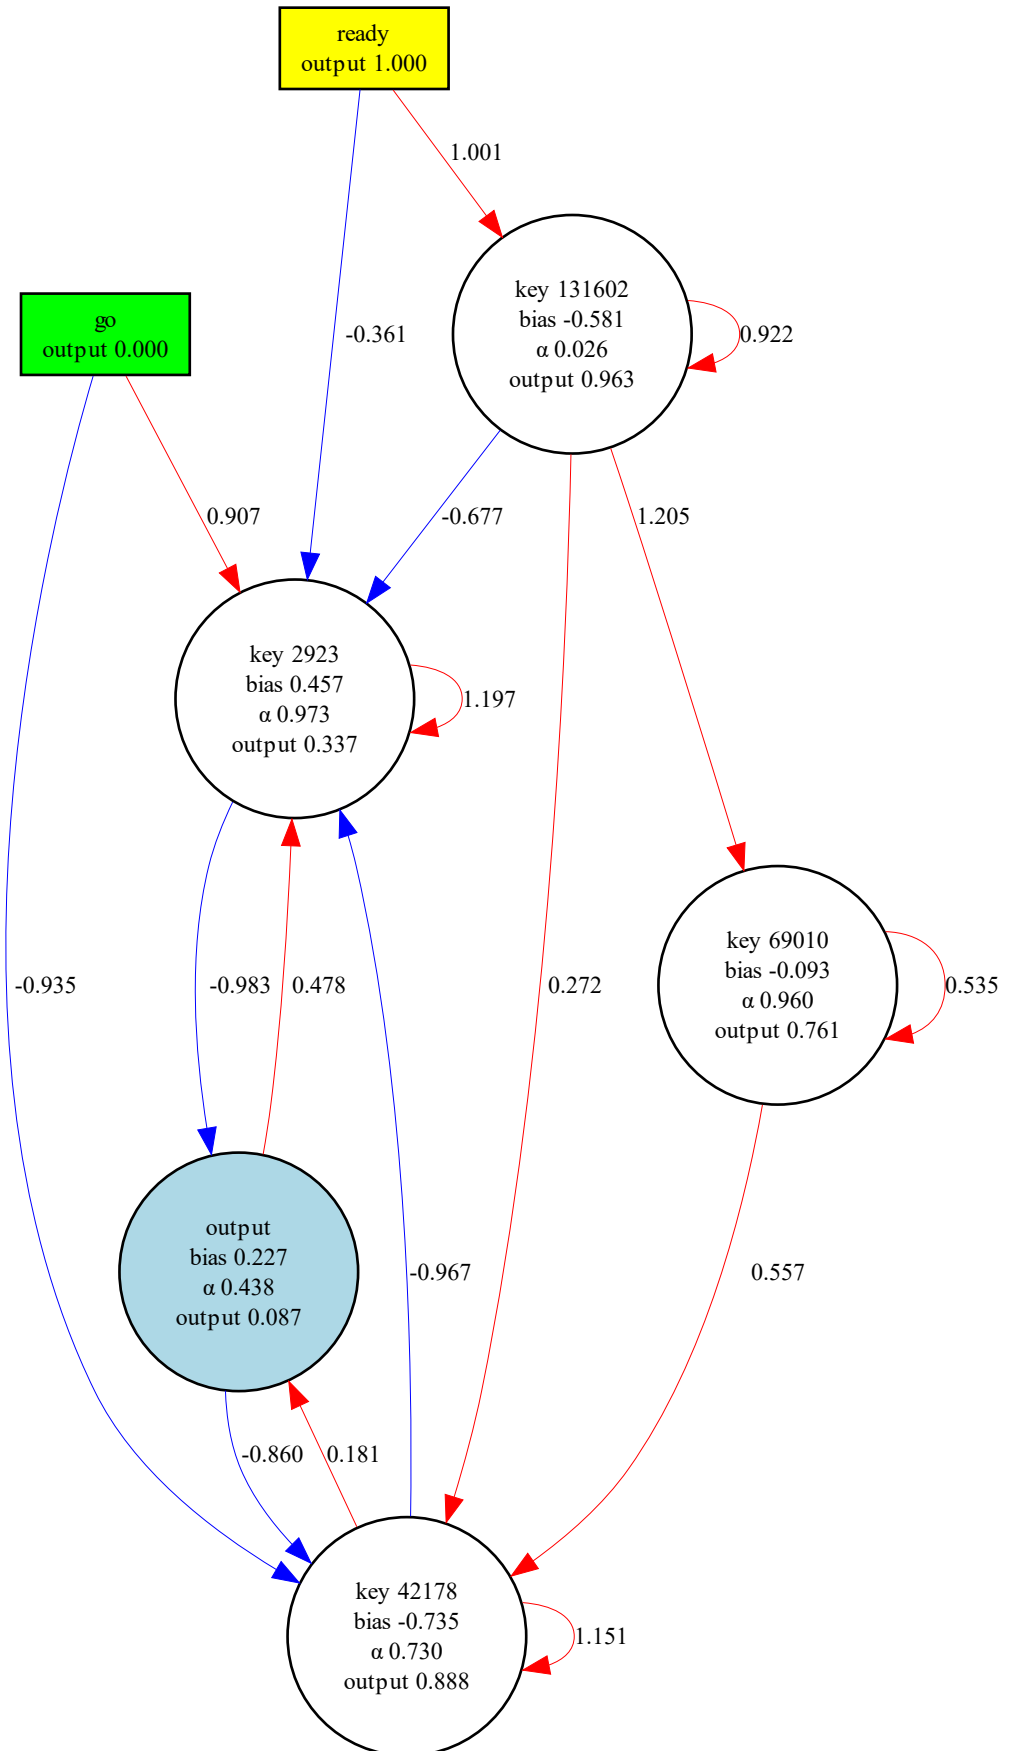 ready
output 1.000
1.001
key 131602
bias -0.581
α 0.026
output 0.963
0.922
go
output 0.000
-0.361
0.907
-0.677
1.205
key 2923
bias 0.457
α 0.973
output 0.337
1.197
key 69010
bias -0.093
α 0.960
output 0.761
-0.935
-0.983
0.478
0.272
0.535
output
bias 0.227
α 0.438
output 0.087
-0.967
0.557
-0.860
0.181
key 42178
bias -0.735
α 0.730
output 0.888
1.151